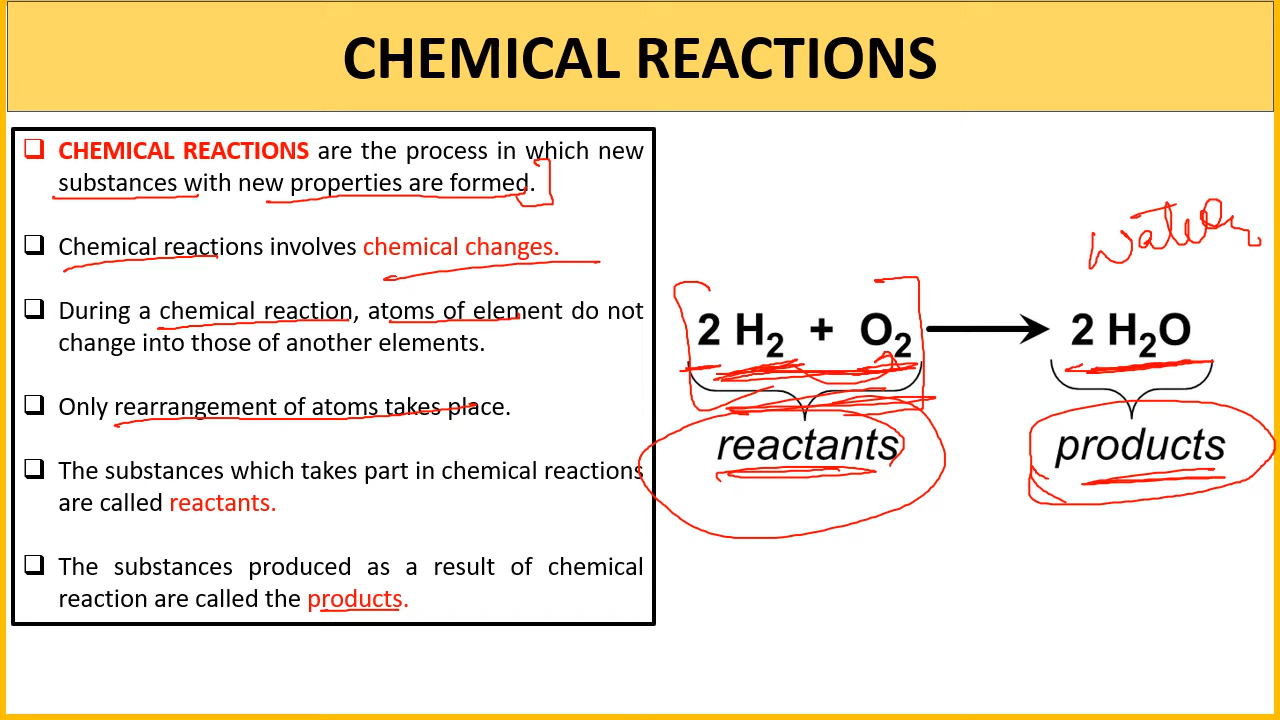 CHEMICAL REACTIONS
❑ CHEMICAL REACTIONS are the process in which new
substances with new properties are formed.
❑ Chemical reactions involves chemical changes.
❑ During a chemical reaction, atoms of element do not
change into those of another elements.
❑ Only rearrangement of atoms takes place.
❑ The substances which takes part in chemical reactions
are called reactants.
❑ The substances produced as a result of chemical
reaction are called the products.
Water
2 H₂ + O₂ → 2 H₂O
reactants products